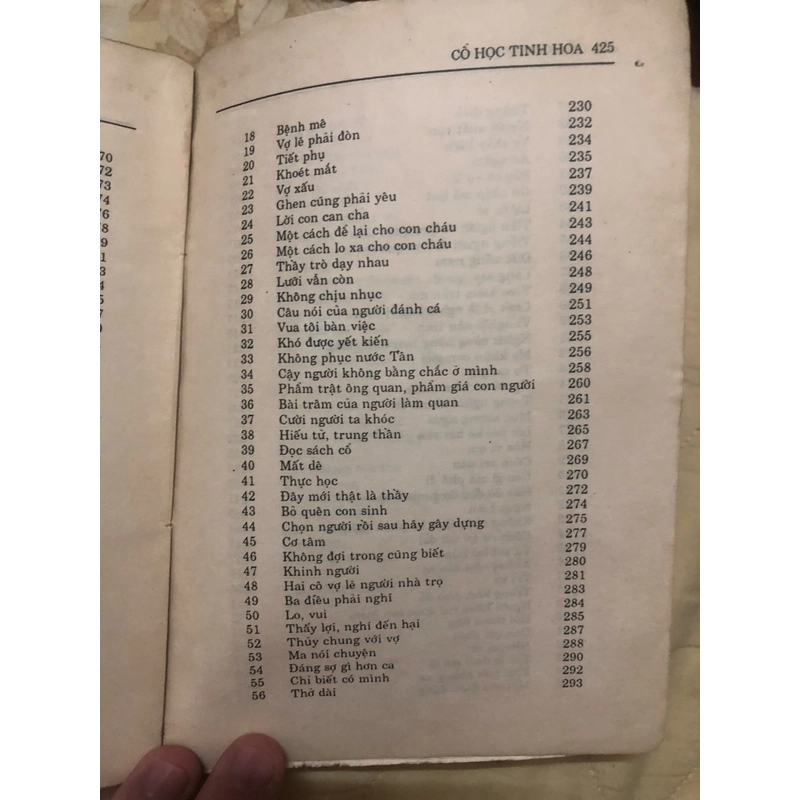 CỔ HỌC TINH HOA 425
18 Bệnh mê 230
19 Vợ lẽ phải đòn 232
20 Tiết phụ 234
21 Khoét mắt 235
22 Vợ xấu 237
23 Ghen cũng phải yêu 239
24 Lời con can cha 241
25 Một cách để lại cho con cháu 243
26 Một cách lo xa cho con cháu 244
27 Thầy trò dạy nhau 246
28 Lưỡi vẫn còn 248
29 Không chịu nhục 249
30 Câu nói của người đánh cá 251
31 Vua tôi bàn việc 253
32 Khó được yết kiến 255
33 Không phục nước Tần 256
34 Cậy người không bằng chắc ở mình 258
35 Phẩm trật ông quan, phẩm giá con người 260
36 Bài trâm của người làm quan 261
37 Cười người ta khóc 263
38 Hiếu tử, trung thần 265
39 Đọc sách cổ 267
40 Mất dê 269
41 Thực học 270
42 Đây mới thật là thầy 272
43 Bỏ quên con sinh 274
44 Chọn người rồi sau hãy gây dựng 275
45 Cơ tâm 277
46 Không đợi trong cũng biết 279
47 Khinh người 280
48 Hai cô vợ lẽ người nhà trọ 281
49 Ba điều phải nghĩ 283
50 Lo, vui 284
51 Thấy lợi, nghĩ đến hại 285
52 Thủy chung với vợ 287
53 Ma nói chuyện 288
54 Đáng sợ gì hơn cả 290
55 Chỉ biết có mình 292
56 Thở dài 293